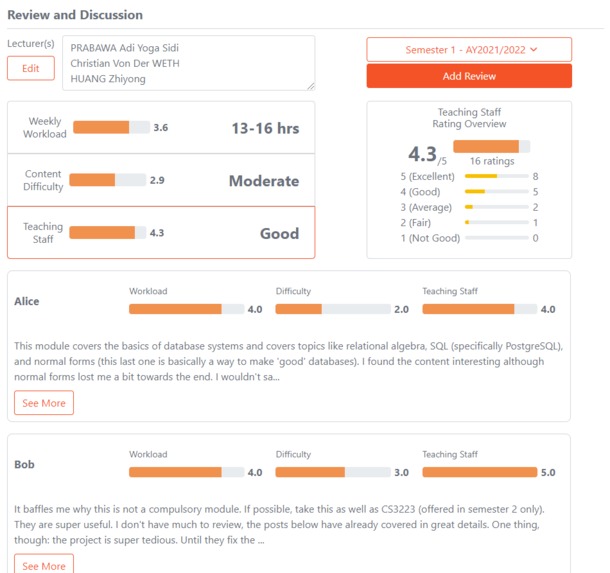 Review and Discussion
Lecturer(s)
Edit
PRABAWA Adi Yoga Sidi
Christian Von Der WETH
HUANG Zhiyong
Semester 1 - AY2021/2022
Add Review
Weekly
Workload
3.6
13-16 hrs
Content
Difficulty
2.9
Moderate
Teaching
Staff
4.3
Good
Teaching Staff
Rating Overview
4.3/5
16 ratings
5 (Excellent) 8
4 (Good) 5
3 (Average) 2
2 (Fair) 1
1 (Not Good) 0
Alice
Workload
4.0
Difficulty
2.0
Teaching Staff
4.0
This module covers the basics of database systems and covers topics like relational algebra, SQL (specifically PostgreSQL),
and normal forms (this last one is basically a way to make 'good' databases). I found the content interesting although
normal forms lost me a bit towards the end. I wouldn't sa...
See More
Bob
Workload
4.0
Difficulty
3.0
Teaching Staff
5.0
It baffles me why this is not a compulsory module. If possible, take this as well as CS3223 (offered in semester 2 only).
They are super useful. I don't have much to review, the posts below have already covered in great details. One thing,
though: the project is super tedious. Until they fix the ...
See More